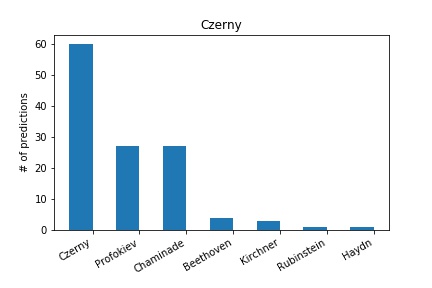 Czerny
60
50
40
30
20
10
0
# of predictions
Czerny
Profokiev
Chaminade
Beethoven
Kirchner
Rubinstein
Haydn